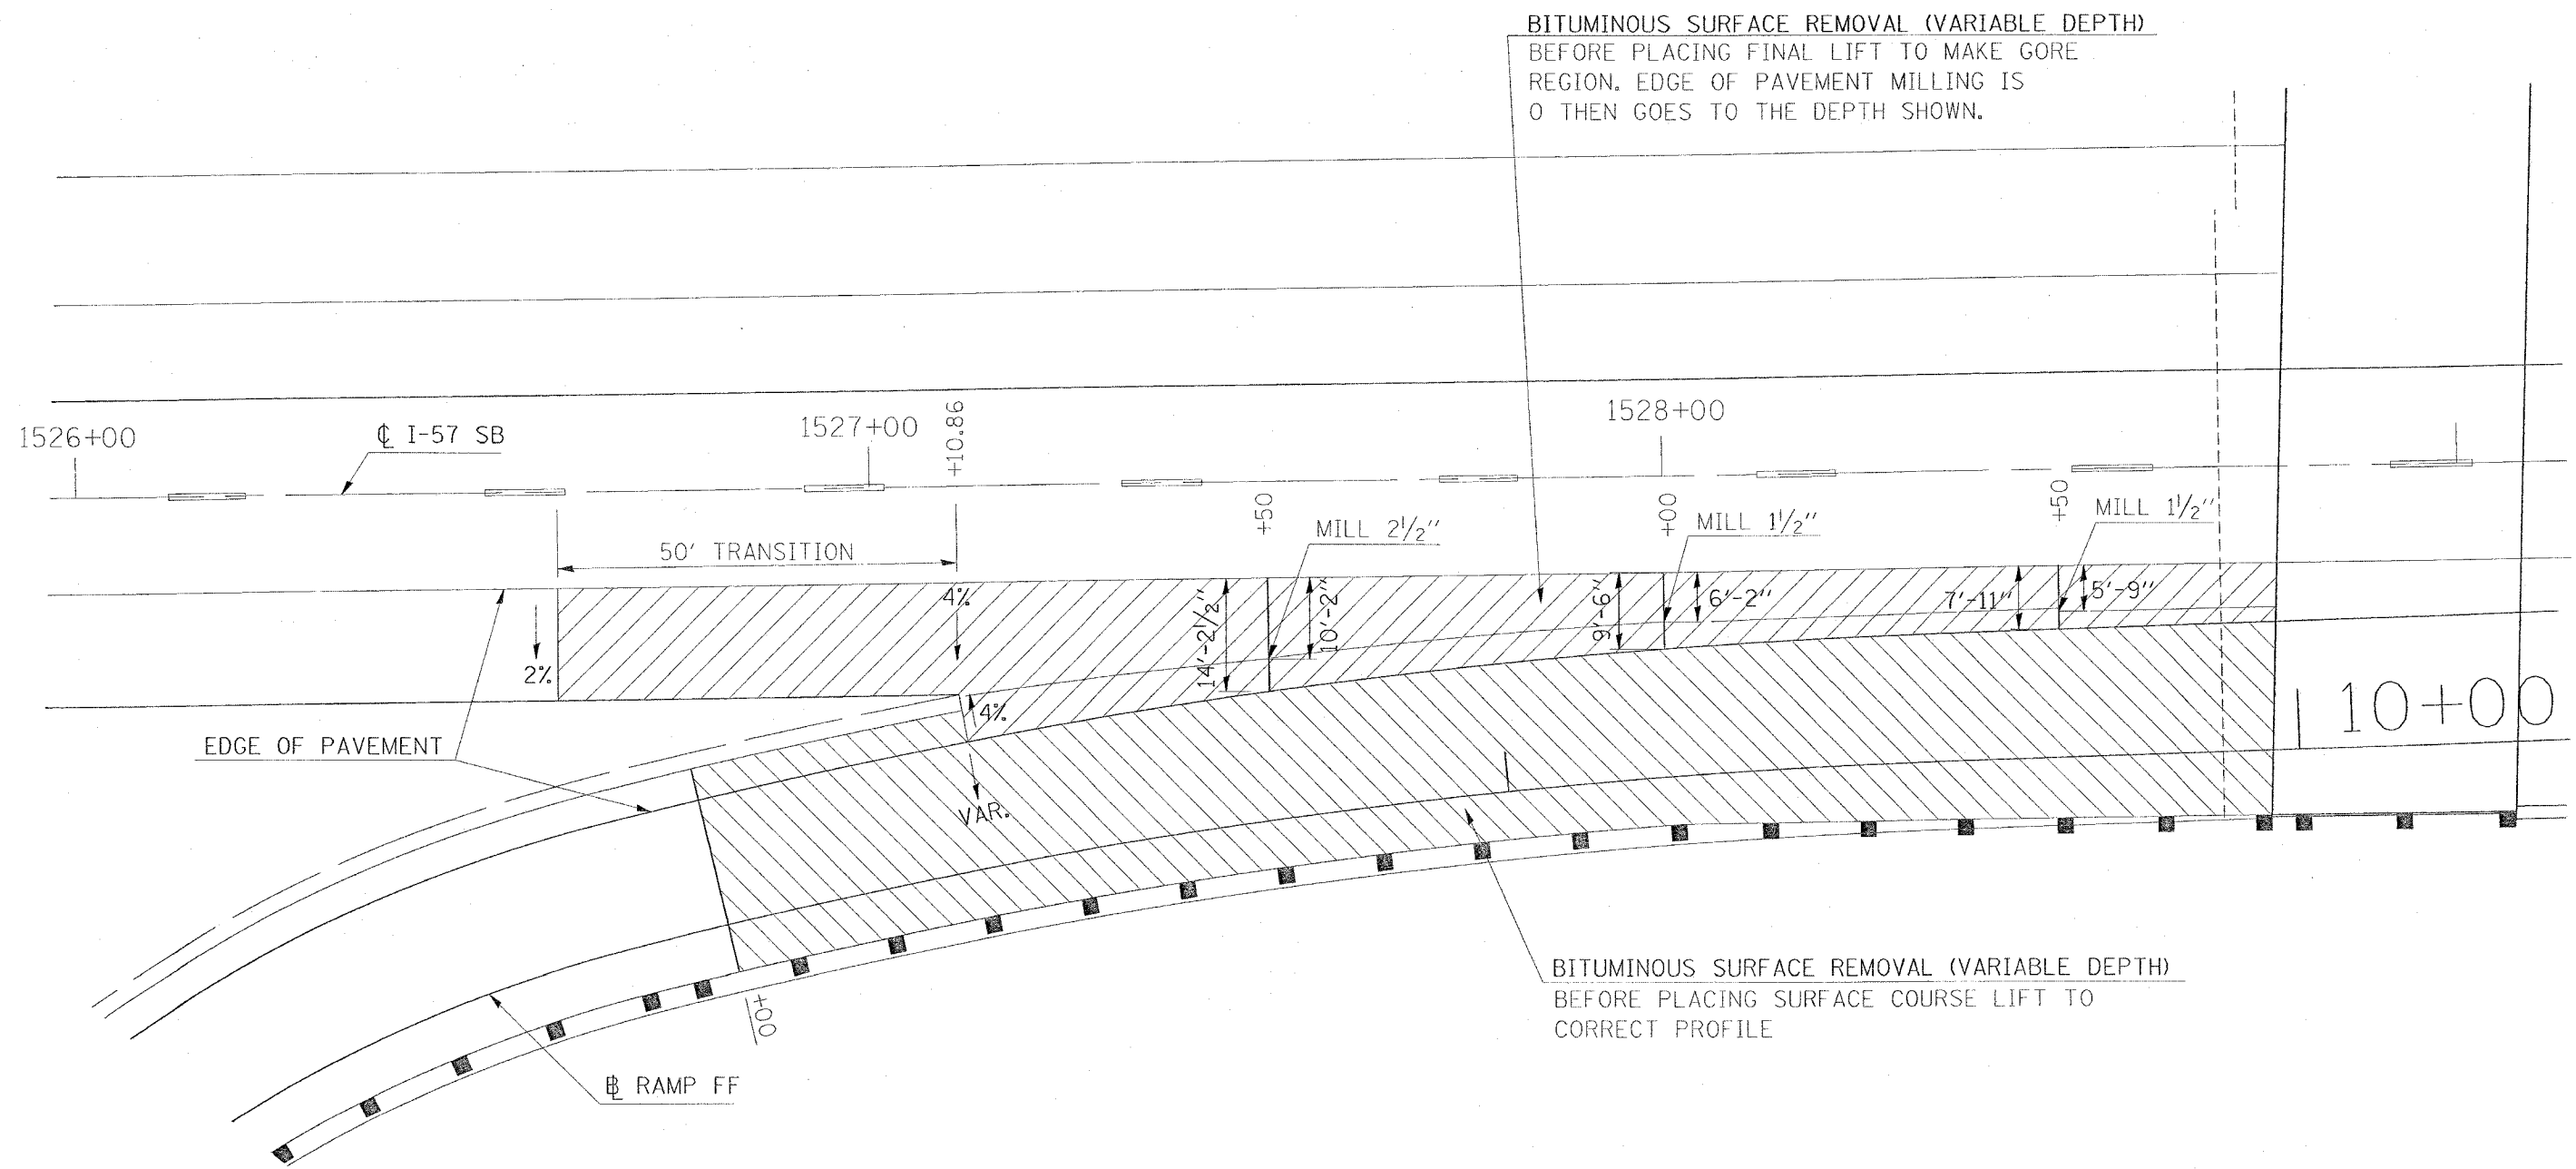 BITUMINOUS SURFACE REMOVAL (VARIABLE DEPTH)
BEFORE PLACING FINAL LIFT TO MAKE GORE
REGION. EDGE OF PAVEMENT MILLING IS
0 THEN GOES TO THE DEPTH SHOWN.
1526+00
℄ I-57 SB
1527+00
+10.86
1528+00
50' TRANSITION
+50
MILL 2½"
+00
MILL 1½"
+50
MILL 1½"
2%
4%
14'-2½"
10'-2"
9'-6"
6'-2"
7'-11"
5'-9"
4%
VAR.
10+00
EDGE OF PAVEMENT
+00
BITUMINOUS SURFACE REMOVAL (VARIABLE DEPTH)
BEFORE PLACING SURFACE COURSE LIFT TO
CORRECT PROFILE
BL RAMP FF